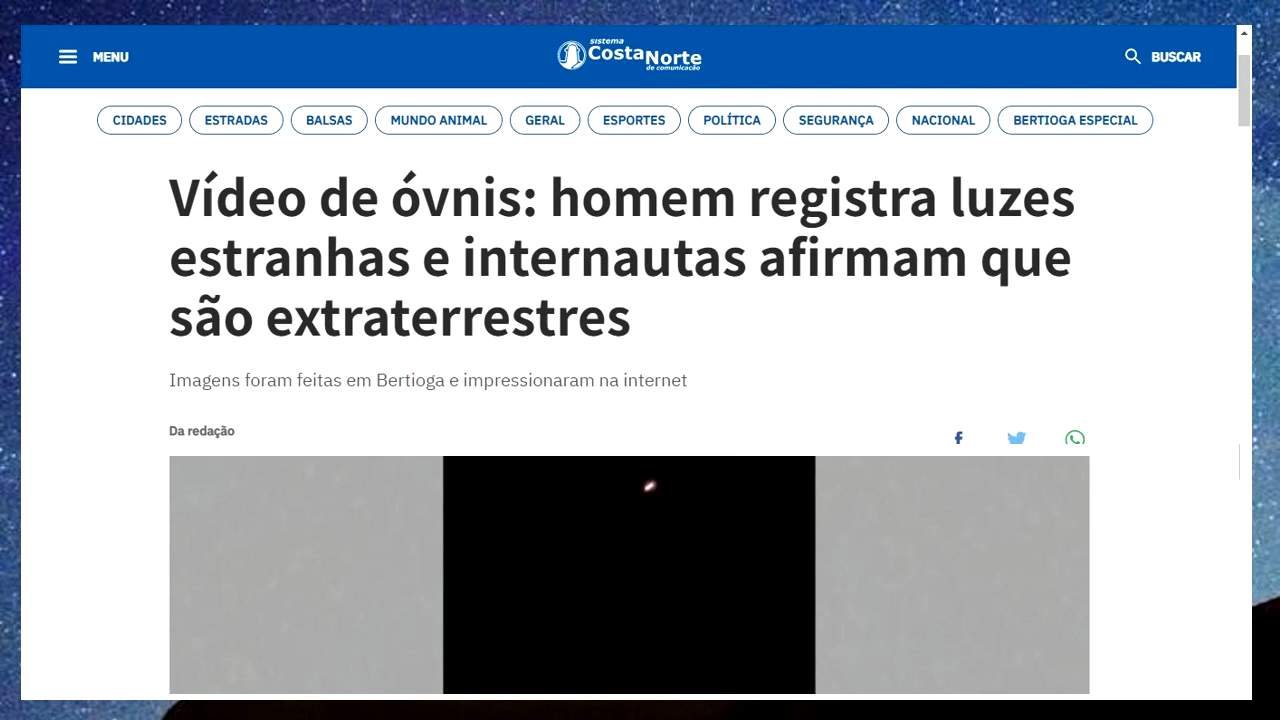 MENU
sistema
CostaNorte
de comunicação
BUSCAR
CIDADES ESTRADAS BALSAS MUNDO ANIMAL GERAL ESPORTES POLÍTICA SEGURANÇA NACIONAL BERTIOGA ESPECIAL
Vídeo de óvnis: homem registra luzes
estranhas e internautas afirmam que
são extraterrestres
Imagens foram feitas em Bertioga e impressionaram na internet
Da redação